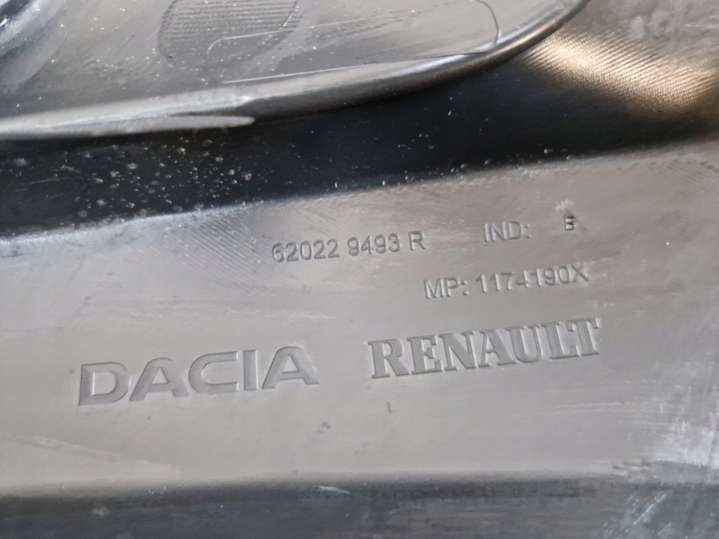 62022 9493 R IND: B
MP: 1174190X
DACIA RENAULT